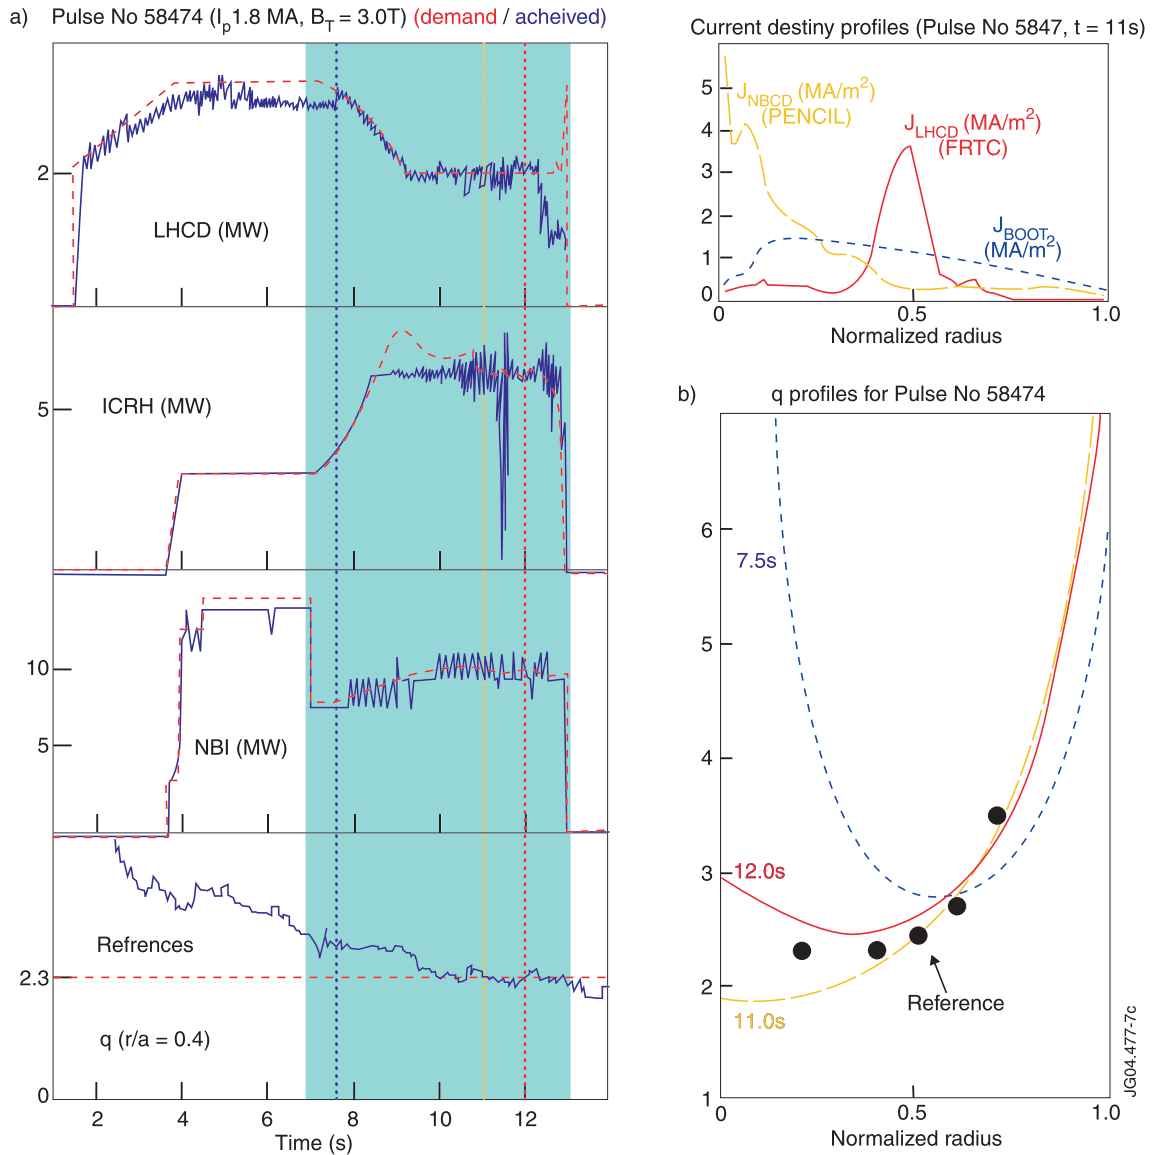 a) Pulse No 58474 (Ip1.8 MA, BT = 3.0T) (demand / acheived)
2
LHCD (MW)
5
ICRH (MW)
10
5
NBI (MW)
Refrences
2.3
q (r/a = 0.4)
0
2 4 6 8 10 12
Time (s)
Current destiny profiles (Pulse No 5847, t = 11s)
5
4
3
2
1
0
JNBCD (MA/m2)
(PENCIL)
JLHCD (MA/m2)
(FRTC)
JBOOT2
(MA/m2)
0 0.5 1.0
Normalized radius
b) q profiles for Pulse No 58474
6
5
4
3
2
1
7.5s
12.0s
11.0s
Reference
0 0.5 1.0
Normalized radius
JG04.477-7c